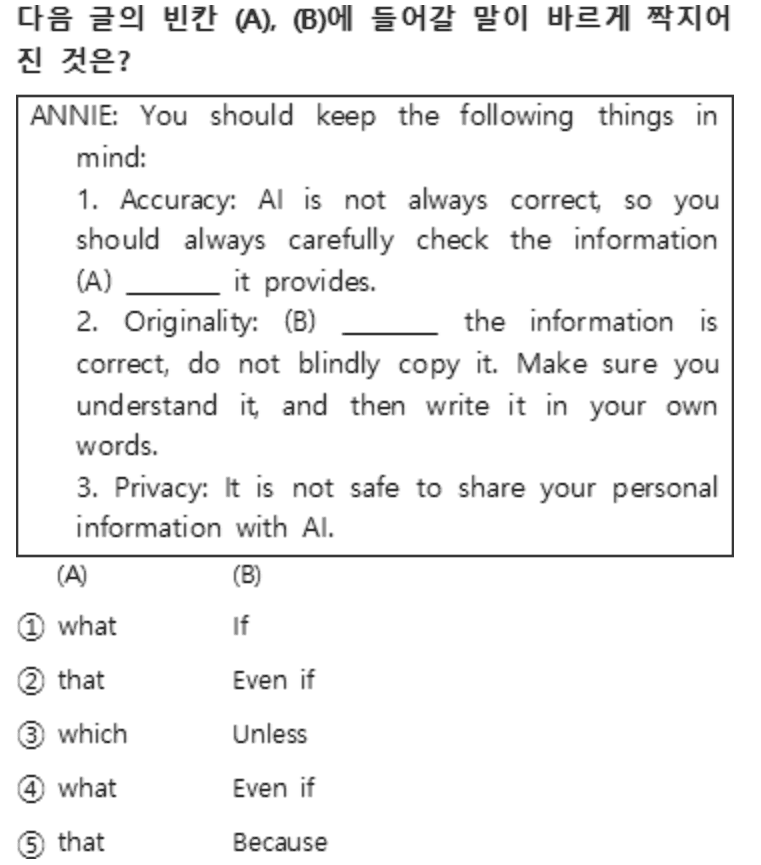 다음 글의 빈칸 (A), (B)에 들어갈 말이 바르게 짝지어
진 것은?
ANNIE: You should keep the following things in
mind:
1. Accuracy: AI is not always correct, so you
should always carefully check the information
(A) _______ it provides.
2. Originality: (B) _______ the information is
correct, do not blindly copy it. Make sure you
understand it, and then write it in your own
words.
3. Privacy: It is not safe to share your personal
information with AI.
(A) (B)
① what If
② that Even if
③ which Unless
④ what Even if
⑤ that Because